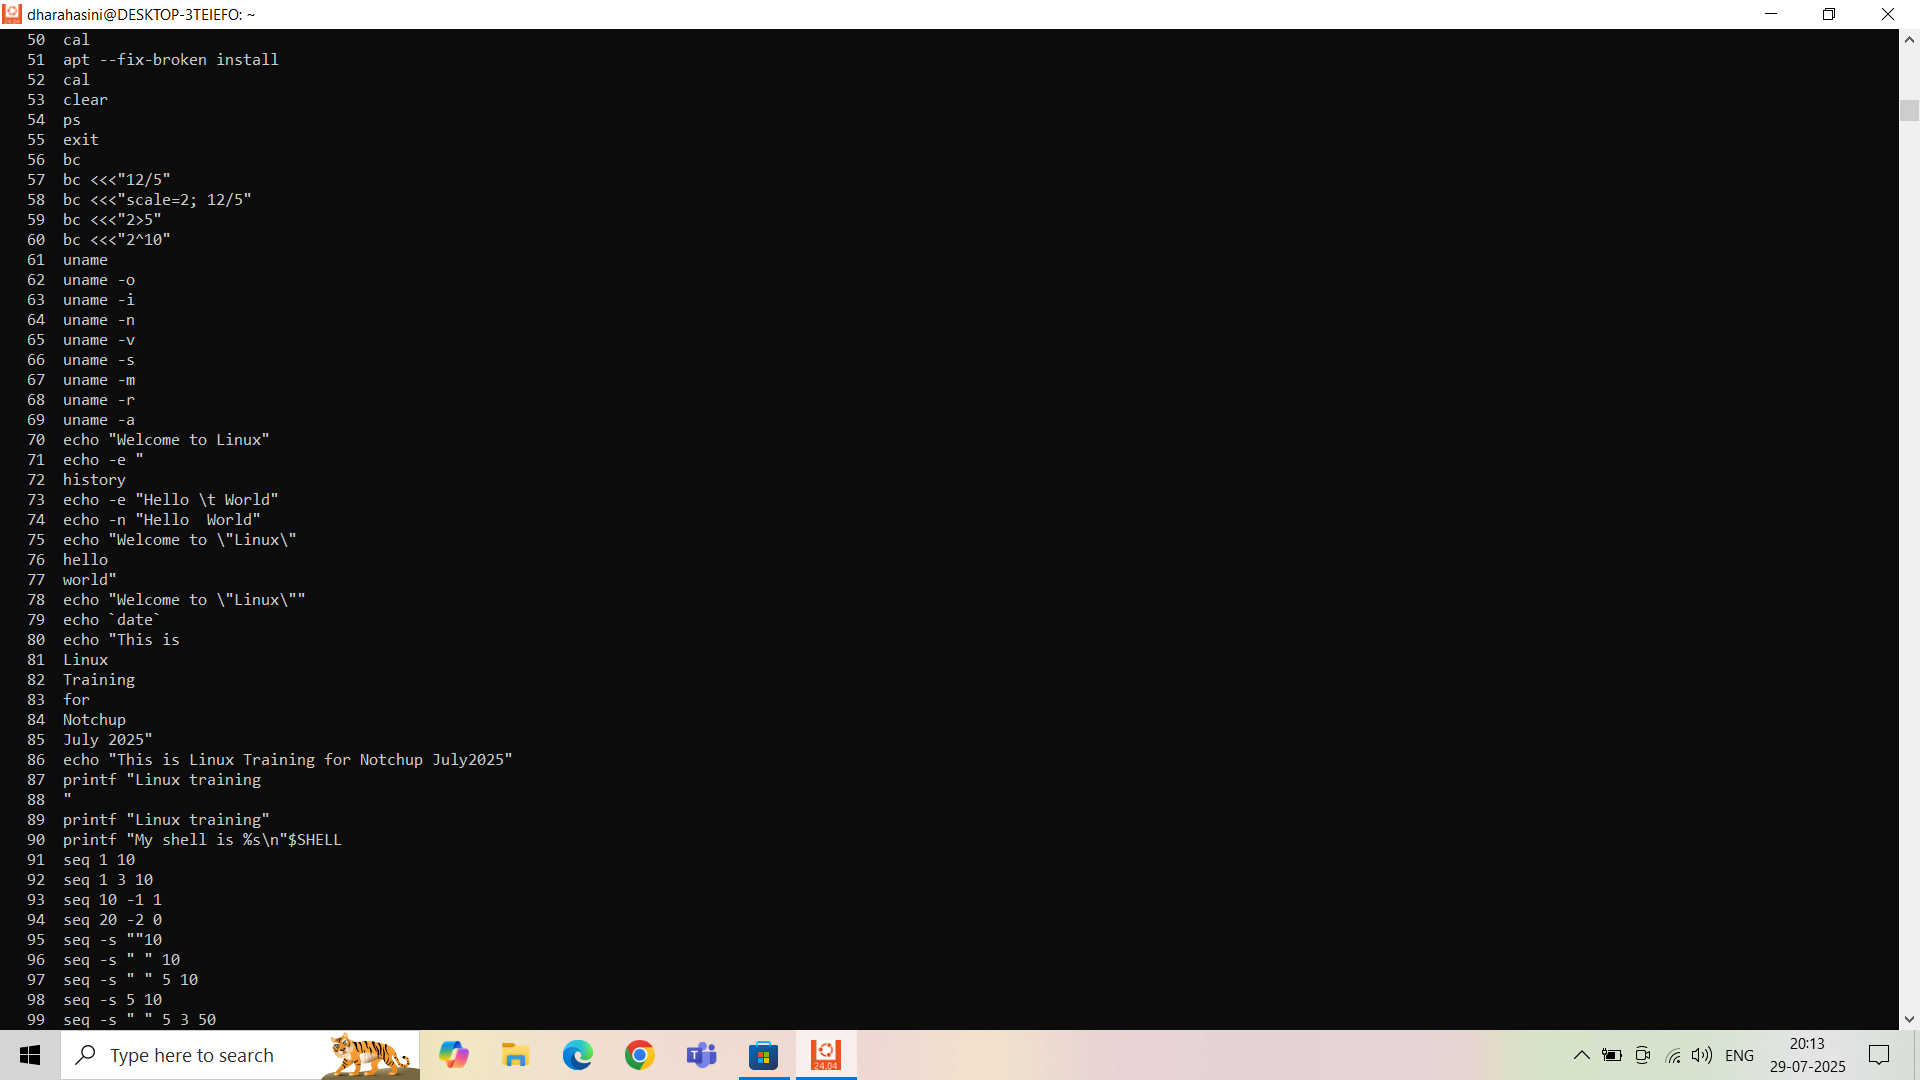 dharahasini@DESKTOP-3TEIEFO: ~
50 cal
51 apt --fix-broken install
52 cal
53 clear
54 ps
55 exit
56 bc
57 bc <<<"12/5"
58 bc <<<"scale=2; 12/5"
59 bc <<<"2>5"
60 bc <<<"2^10"
61 uname
62 uname -o
63 uname -i
64 uname -n
65 uname -v
66 uname -s
67 uname -m
68 uname -r
69 uname -a
70 echo "Welcome to Linux"
71 echo -e "
72 history
73 echo -e "Hello \t World"
74 echo -n "Hello  World"
75 echo "Welcome to \"Linux\"
76 hello
77 world"
78 echo "Welcome to \"Linux\""
79 echo `date`
80 echo "This is
81 Linux
82 Training
83 for
84 Notchup
85 July 2025"
86 echo "This is Linux Training for Notchup July2025"
87 printf "Linux training
88 "
89 printf "Linux training"
90 printf "My shell is %s\n"$SHELL
91 seq 1 10
92 seq 1 3 10
93 seq 10 -1 1
94 seq 20 -2 0
95 seq -s ""10
96 seq -s " " 10
97 seq -s " " 5 10
98 seq -s 5 10
99 seq -s " " 5 3 50
Type here to search
24.04
ENG
20:13
29-07-2025